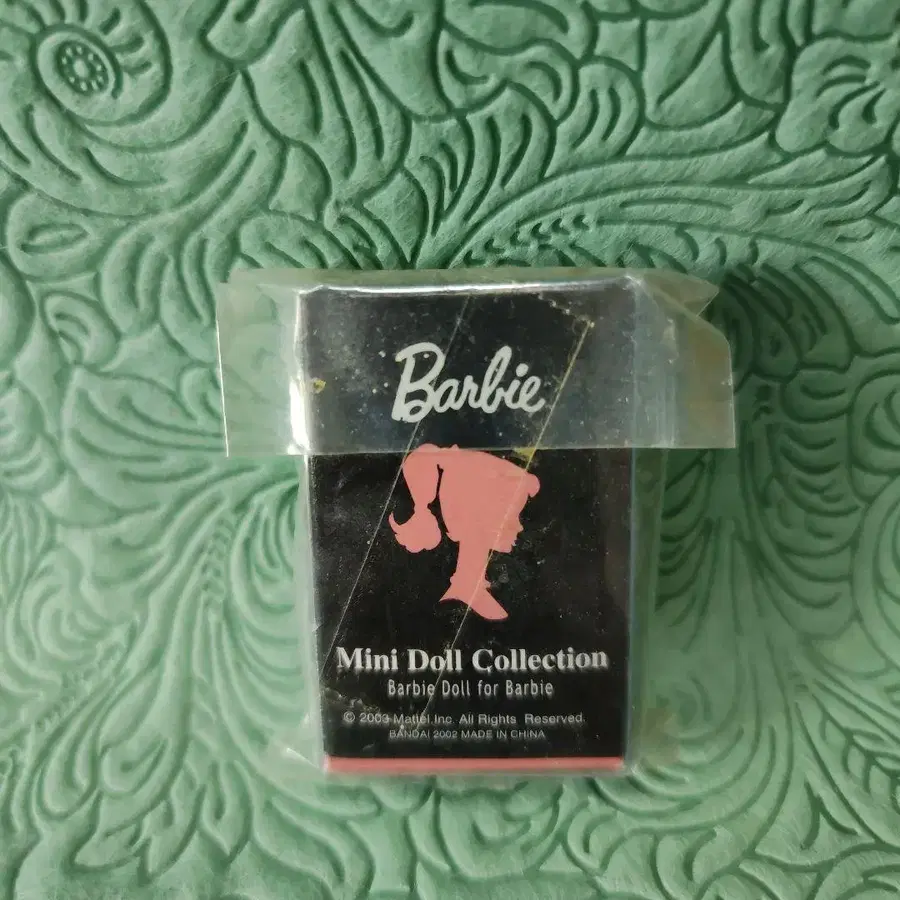 Barbie
Mini Doll Collection
Barbie Doll for Barbie
© 2003 Mattel.Inc. All Rights Reserved.
BANDAI 2002 MADE IN CHINA